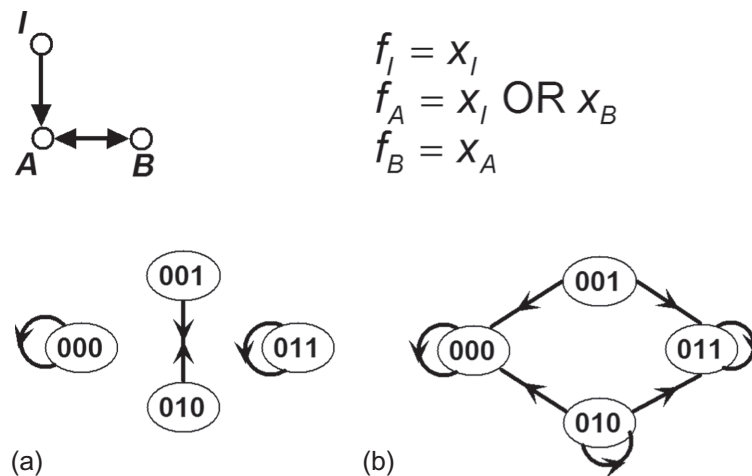 I
A
B
f_I = x_I
f_A = x_I OR x_B
f_B = x_A
001
000
011
010
(a)
001
000
011
010
(b)